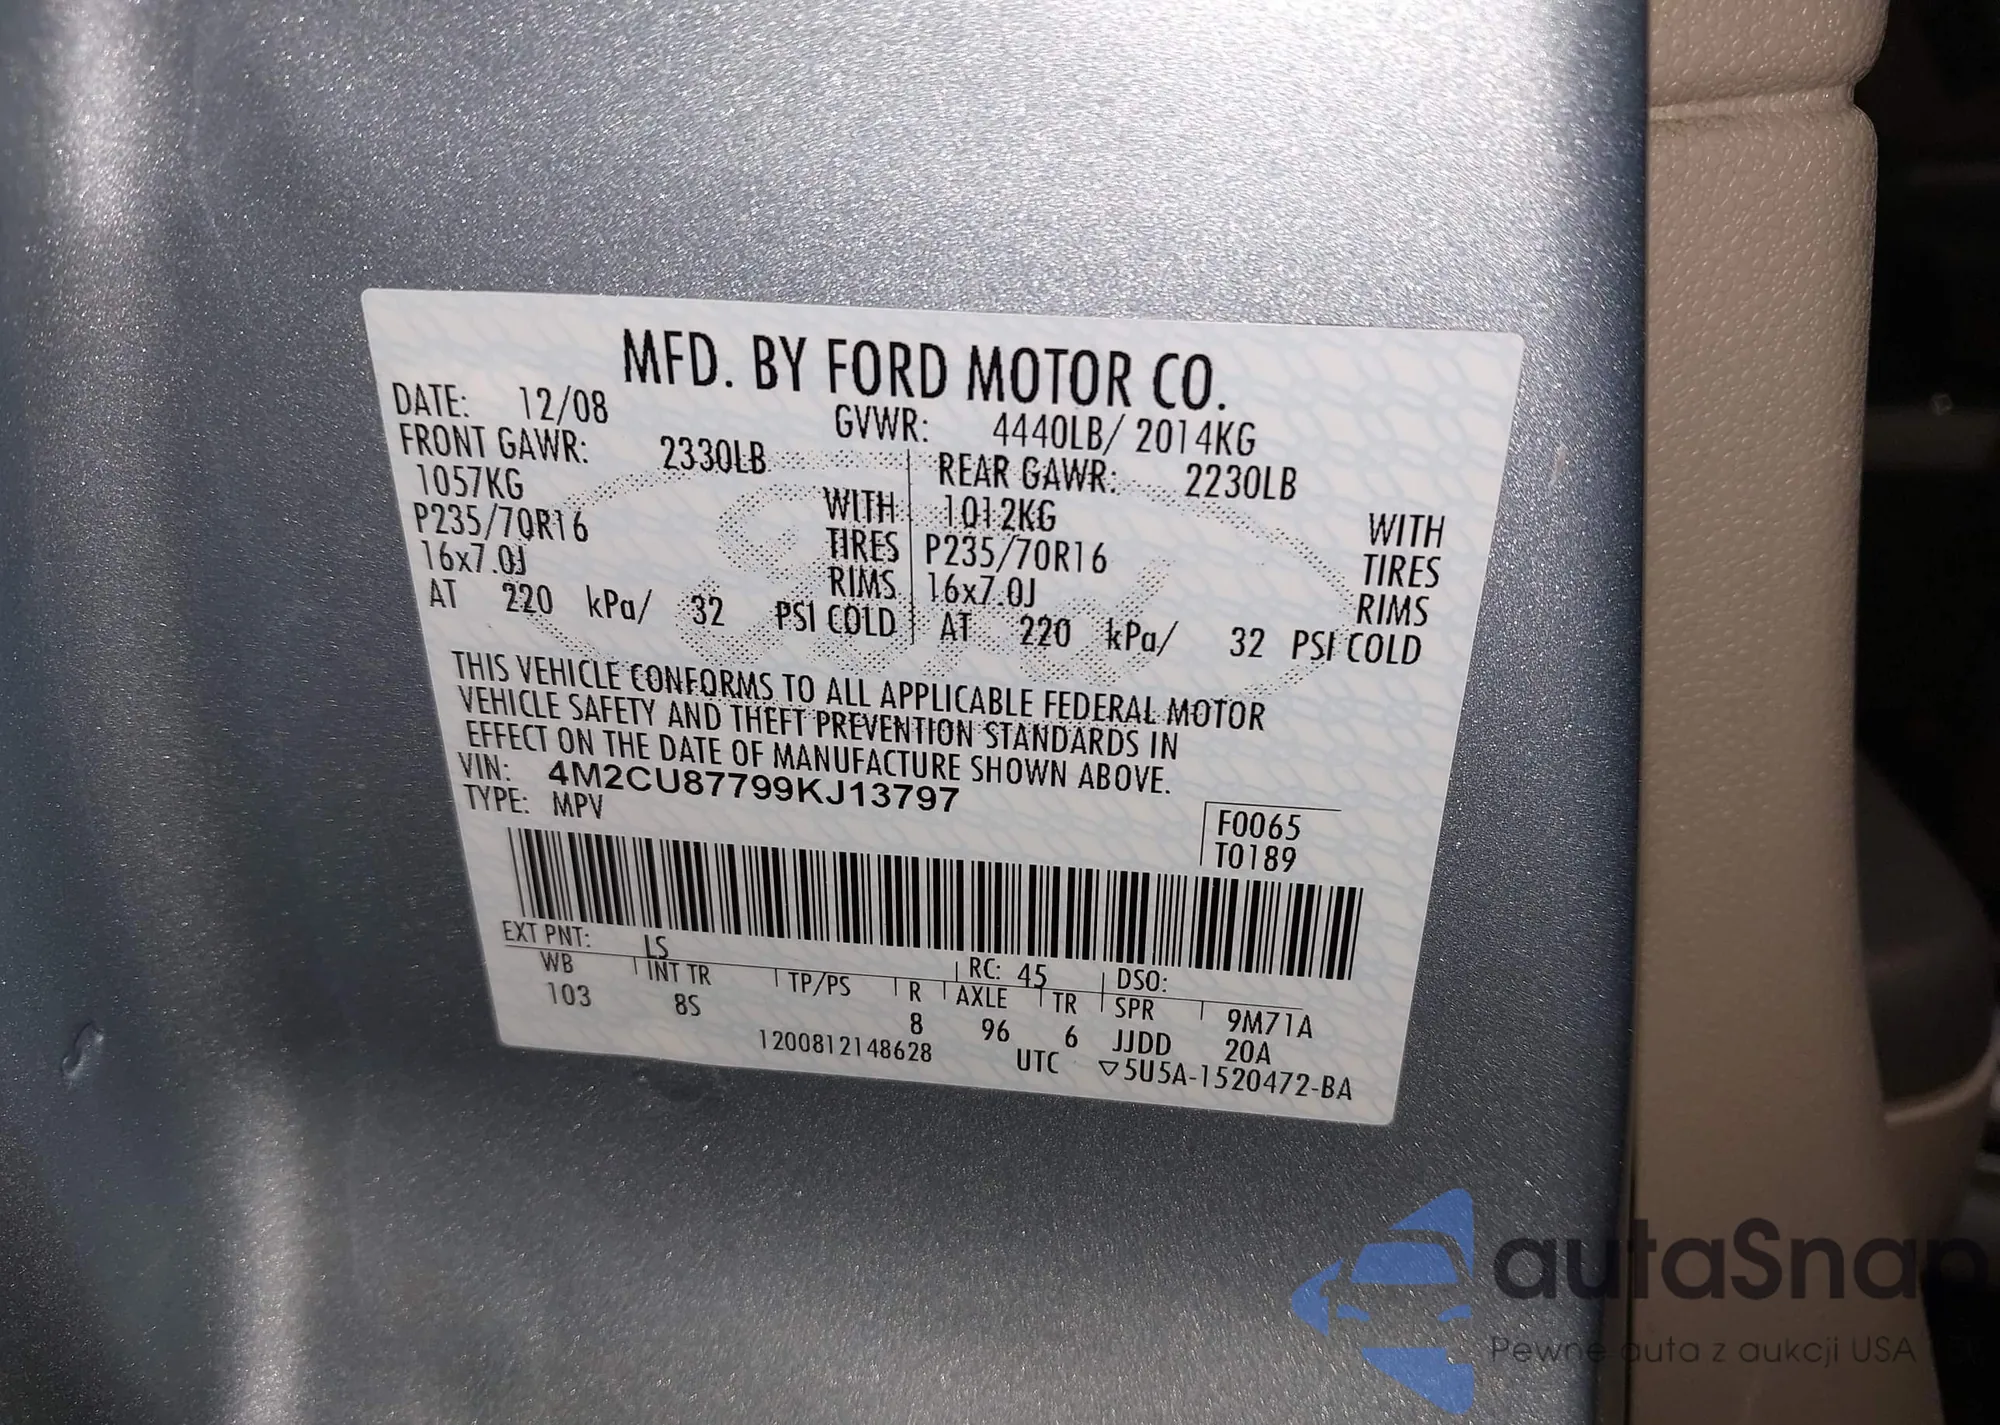 MFD. BY FORD MOTOR CO.
DATE: 12/08 GVWR: 4440LB/ 2014KG
FRONT GAWR: 2330LB REAR GAWR: 2230LB
1057KG WITH 1012KG WITH
P235/70R16 TIRES P235/70R16 TIRES
16x7.0J RIMS 16x7.0J RIMS
AT 220 kPa/ 32 PSI COLD AT 220 kPa/ 32 PSI COLD
THIS VEHICLE CONFORMS TO ALL APPLICABLE FEDERAL MOTOR
VEHICLE SAFETY AND THEFT PREVENTION STANDARDS IN
EFFECT ON THE DATE OF MANUFACTURE SHOWN ABOVE.
VIN: 4M2CU87799KJ13797
TYPE: MPV
F0065
T0189
EXT PNT: LS RC: 45 DSO:
WB INT TR TP/PS R AXLE TR SPR 9M71A
103 8S 8 96 6 JJDD 20A
1200812148628 UTC ▽5U5A-1520472-BA
autaSnap
Pewne auta z aukcji USA